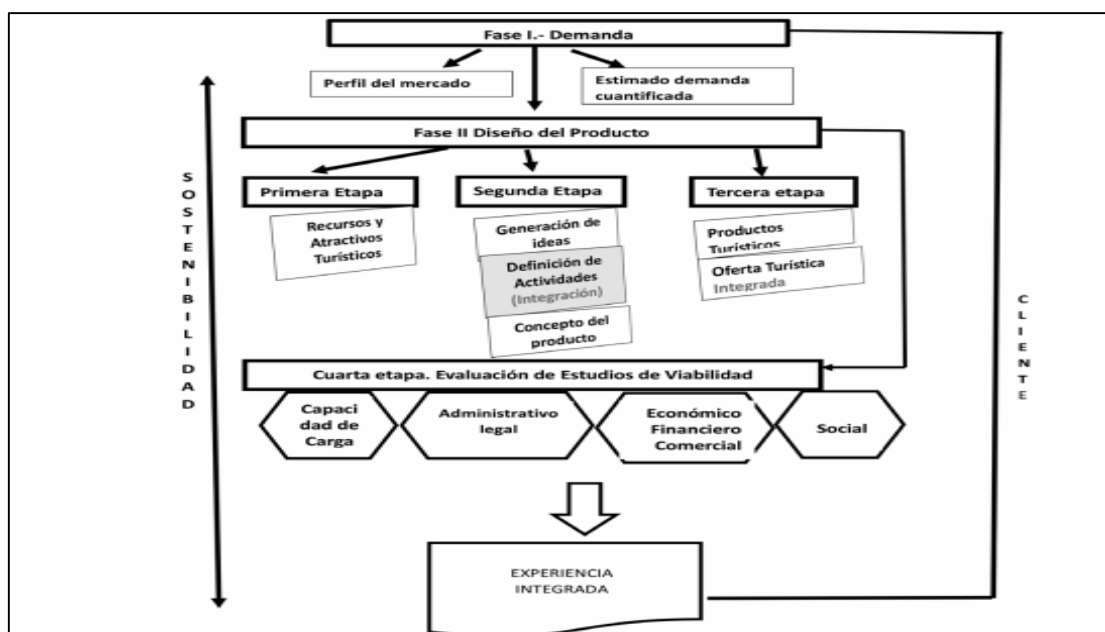 Fase I.- Demanda
Perfil del mercado
Estimado demanda
cuantificada
Fase II Diseño del Producto
Primera Etapa
Segunda Etapa
Tercera etapa
Recursos y
Atractivos
Turísticos
Generación de
ideas
Definición de
Actividades
(Integración)
Concepto del
producto
Productos
Turísticos
Oferta Turística
Integrada
Cuarta etapa. Evaluación de Estudios de Viabilidad
Capaci
dad de
Carga
Administrativo
legal
Económico
Financiero
Comercial
Social
EXPERIENCIA
INTEGRADA
SOSTENIBILIDAD
CLIENTE